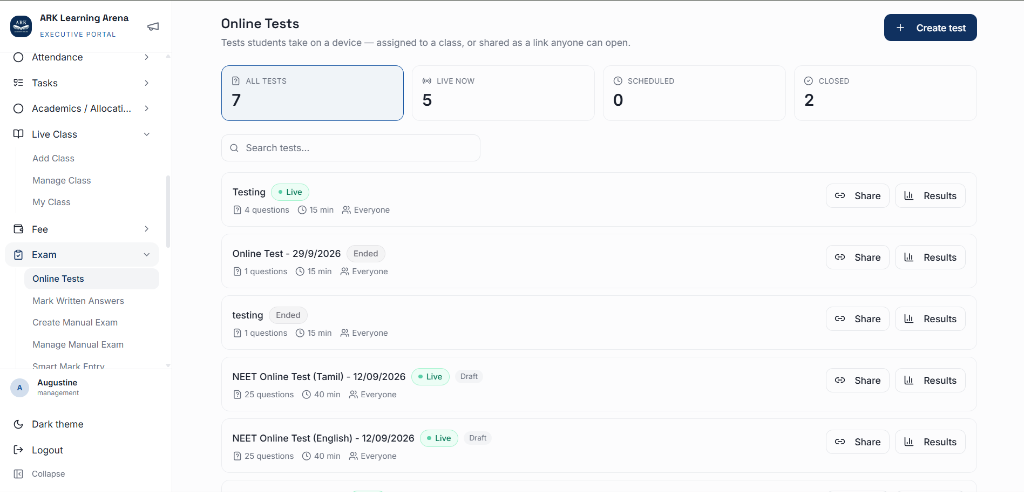 ARK Learning Arena
EXECUTIVE PORTAL
Attendance
Tasks
Academics / Allocati...
Live Class
Add Class
Manage Class
My Class
Fee
Exam
Online Tests
Mark Written Answers
Create Manual Exam
Manage Manual Exam
Smart Mark Entry
A
Augustine
management
Dark theme
Logout
Collapse
Online Tests
Tests students take on a device — assigned to a class, or shared as a link anyone can open.
+ Create test
ALL TESTS
7
LIVE NOW
5
SCHEDULED
0
CLOSED
2
Search tests...
Testing Live
4 questions 15 min Everyone
Share Results
Online Test - 29/9/2026 Ended
1 questions 15 min Everyone
Share Results
testing Ended
1 questions 15 min Everyone
Share Results
NEET Online Test (Tamil) - 12/09/2026 Live Draft
25 questions 40 min Everyone
Share Results
NEET Online Test (English) - 12/09/2026 Live Draft
25 questions 40 min Everyone
Share Results